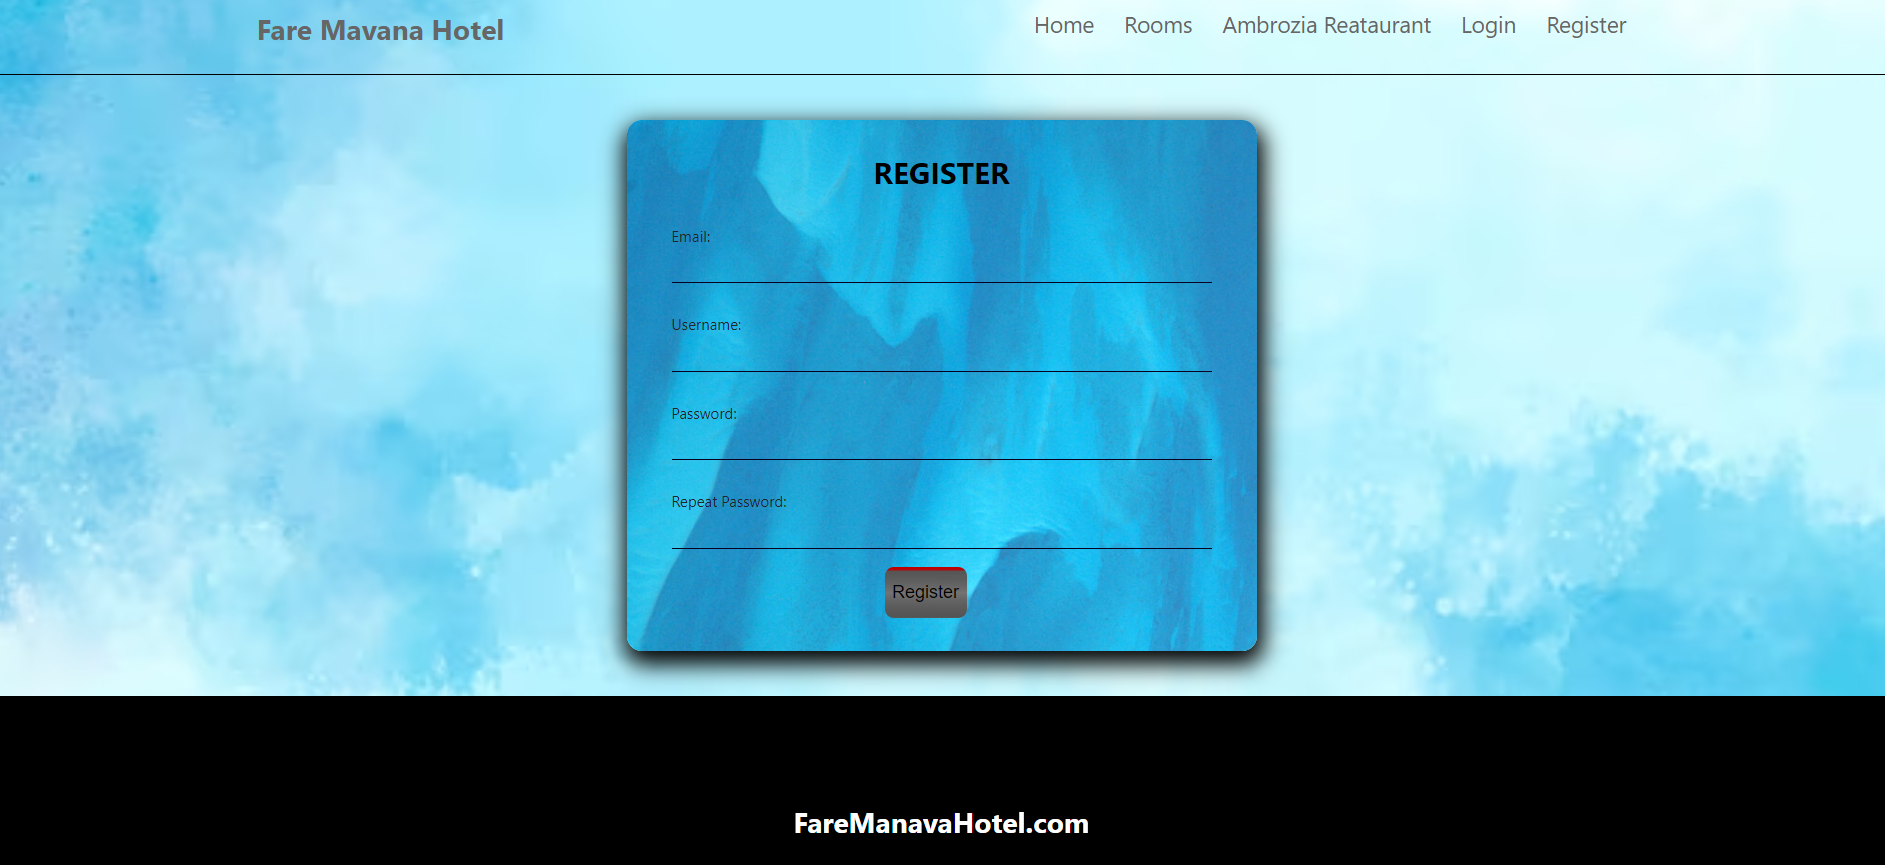 Fare Mavana Hotel
Home Rooms Ambrozia Reataurant Login Register
REGISTER
Email:
Username:
Password:
Repeat Password:
Register
FareManavaHotel.com